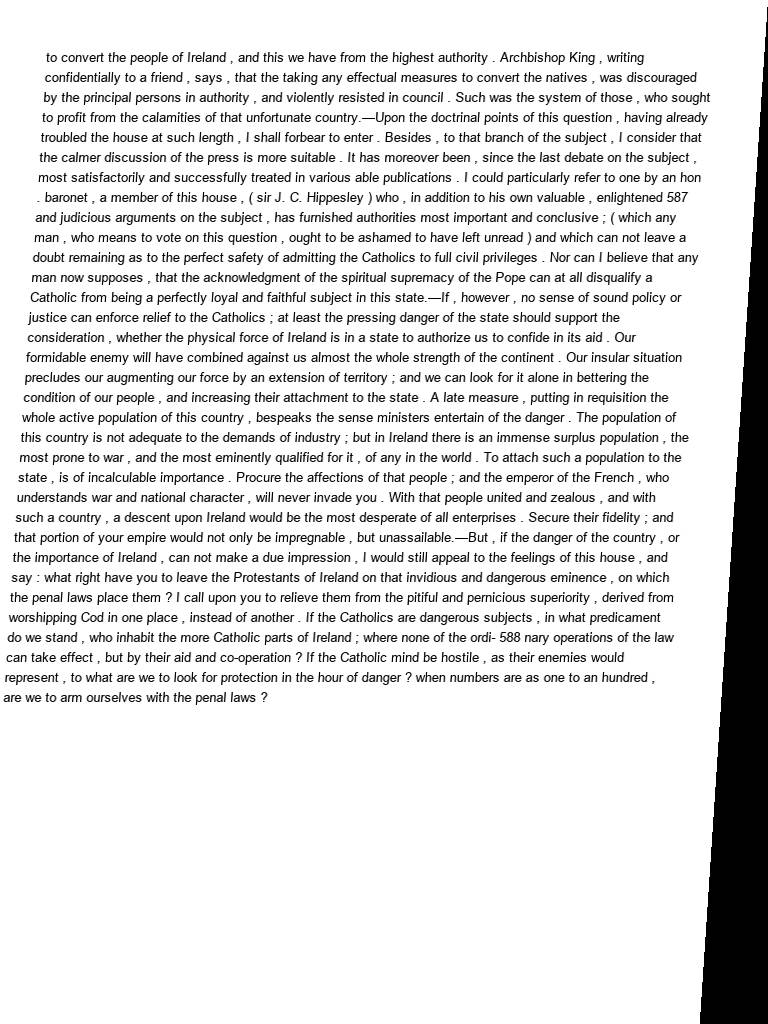 to convert the people of Ireland , and this we have from the highest authority . Archbishop King , writing
confidentially to a friend , says , that the taking any effectual measures to convert the natives , was discouraged
by the principal persons in authority , and violently resisted in council . Such was the system of those , who sought
to profit from the calamities of that unfortunate country.—Upon the doctrinal points of this question , having already
troubled the house at such length , I shall forbear to enter . Besides , to that branch of the subject , I consider that
the calmer discussion of the press is more suitable . It has moreover been , since the last debate on the subject ,
most satisfactorily and successfully treated in various able publications . I could particularly refer to one by an hon
. baronet , a member of this house , ( sir J. C. Hippesley ) who , in addition to his own valuable , enlightened 587
and judicious arguments on the subject , has furnished authorities most important and conclusive ; ( which any
man , who means to vote on this question , ought to be ashamed to have left unread ) and which can not leave a
doubt remaining as to the perfect safety of admitting the Catholics to full civil privileges . Nor can I believe that any
man now supposes , that the acknowledgment of the spiritual supremacy of the Pope can at all disqualify a
Catholic from being a perfectly loyal and faithful subject in this state.—If , however , no sense of sound policy or
justice can enforce relief to the Catholics ; at least the pressing danger of the state should support the
consideration , whether the physical force of Ireland is in a state to authorize us to confide in its aid . Our
formidable enemy will have combined against us almost the whole strength of the continent . Our insular situation
precludes our augmenting our force by an extension of territory ; and we can look for it alone in bettering the
condition of our people , and increasing their attachment to the state . A late measure , putting in requisition the
whole active population of this country , bespeaks the sense ministers entertain of the danger . The population of
this country is not adequate to the demands of industry ; but in Ireland there is an immense surplus population , the
most prone to war , and the most eminently qualified for it , of any in the world . To attach such a population to the
state , is of incalculable importance . Procure the affections of that people ; and the emperor of the French , who
understands war and national character , will never invade you . With that people united and zealous , and with
such a country , a descent upon Ireland would be the most desperate of all enterprises . Secure their fidelity ; and
that portion of your empire would not only be impregnable , but unassailable.—But , if the danger of the country , or
the importance of Ireland , can not make a due impression , I would still appeal to the feelings of this house , and
say : what right have you to leave the Protestants of Ireland on that invidious and dangerous eminence , on which
the penal laws place them ? I call upon you to relieve them from the pitiful and pernicious superiority , derived from
worshipping Cod in one place , instead of another . If the Catholics are dangerous subjects , in what predicament
do we stand , who inhabit the more Catholic parts of Ireland ; where none of the ordi- 588 nary operations of the law
can take effect , but by their aid and co-operation ? If the Catholic mind be hostile , as their enemies would
represent , to what are we to look for protection in the hour of danger ? when numbers are as one to an hundred ,
are we to arm ourselves with the penal laws ?